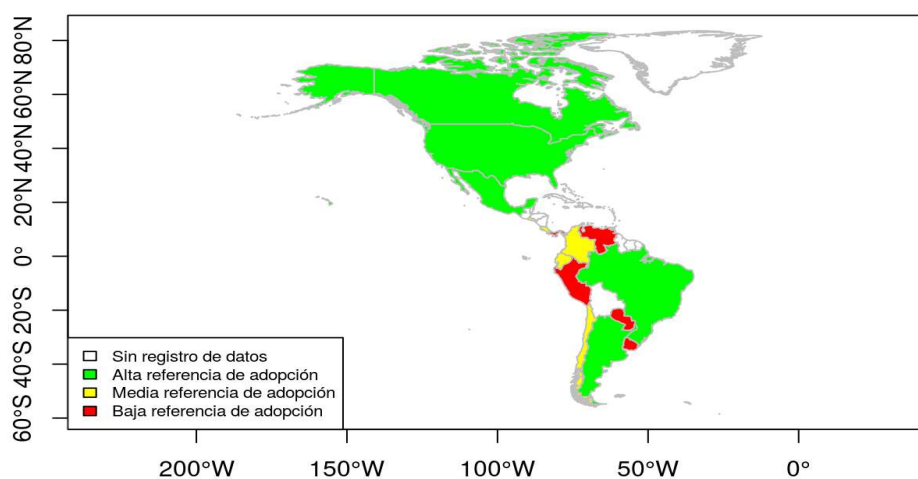 80°N
60°N
40°N
20°N
0°
20°S
40°S
60°S
Sin registro de datos
Alta referencia de adopción
Media referencia de adopción
Baja referencia de adopción
200°W
150°W
100°W
50°W
0°